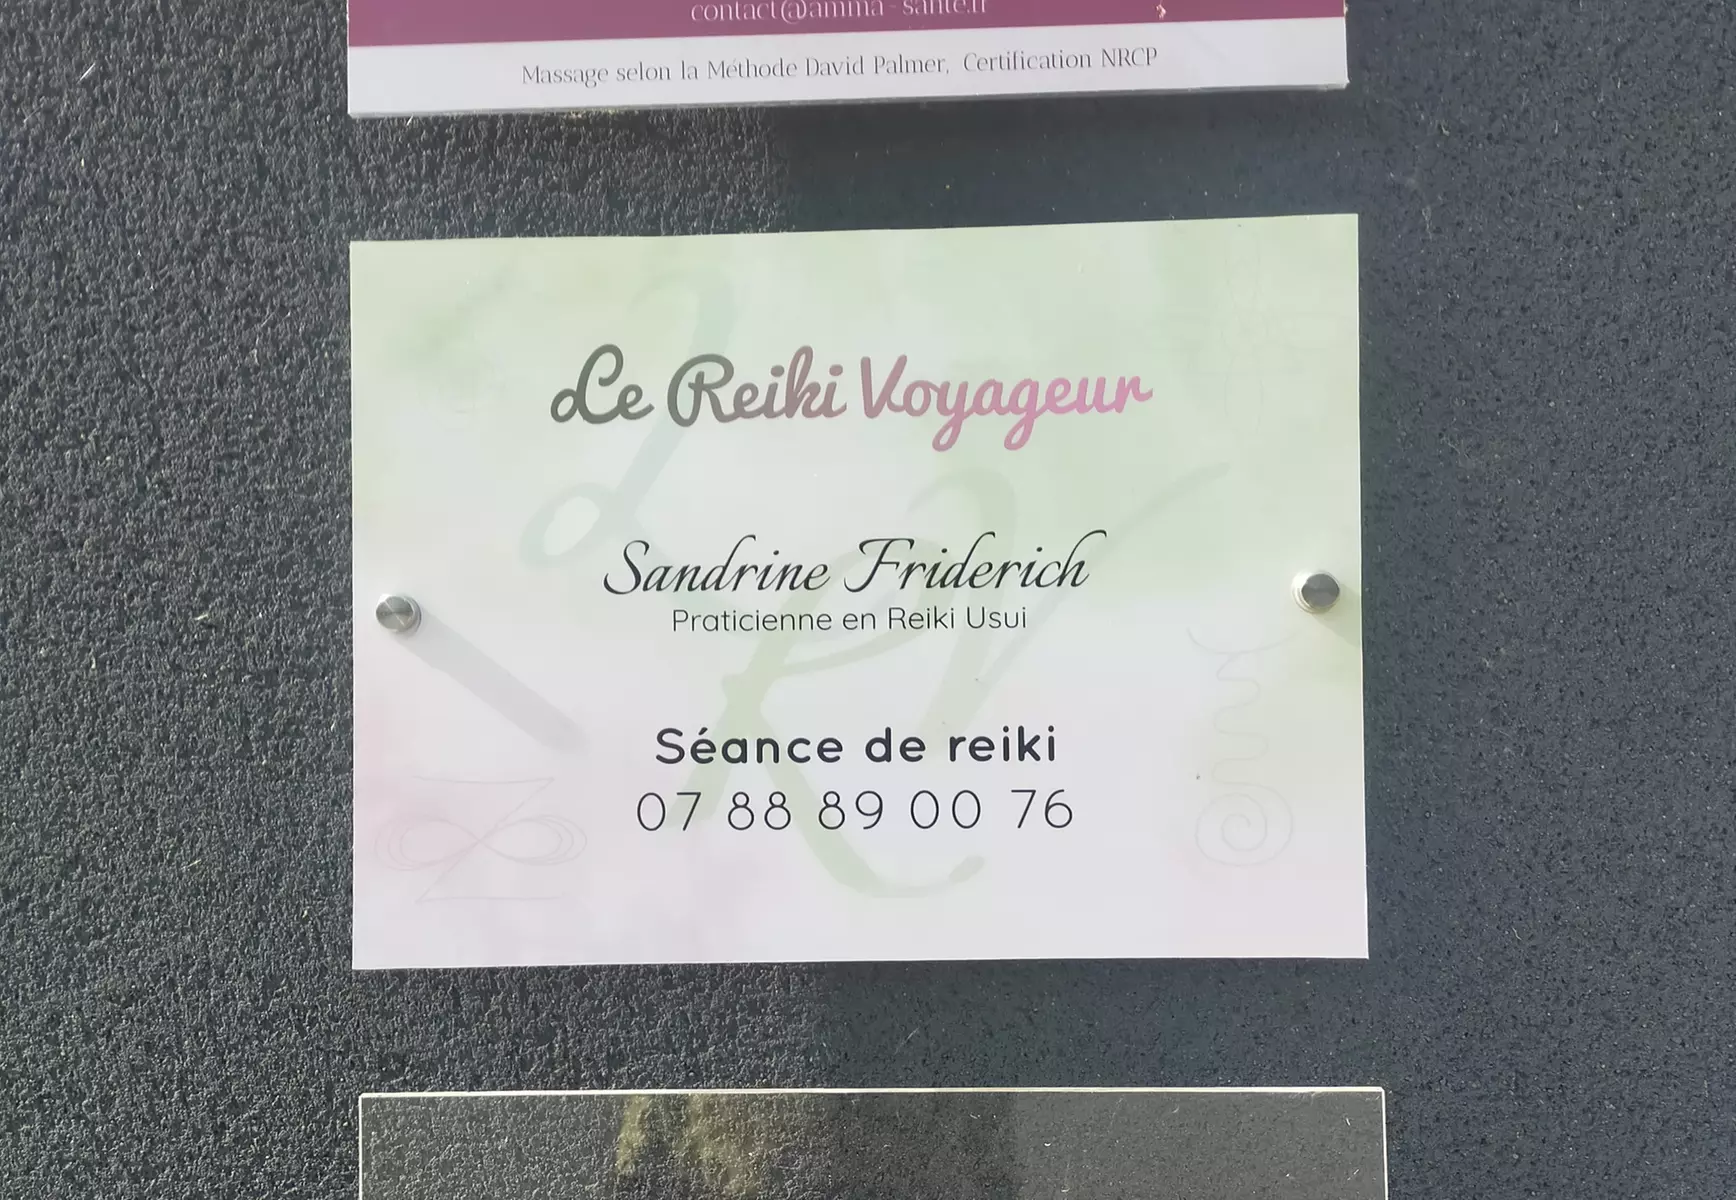 contact@amma-sante.fr
Massage selon la Méthode David Palmer, Certification NRCP
Le Reiki Voyageur
Sandrine Friderich
Praticienne en Reiki Usui
Séance de reiki
07 88 89 00 76